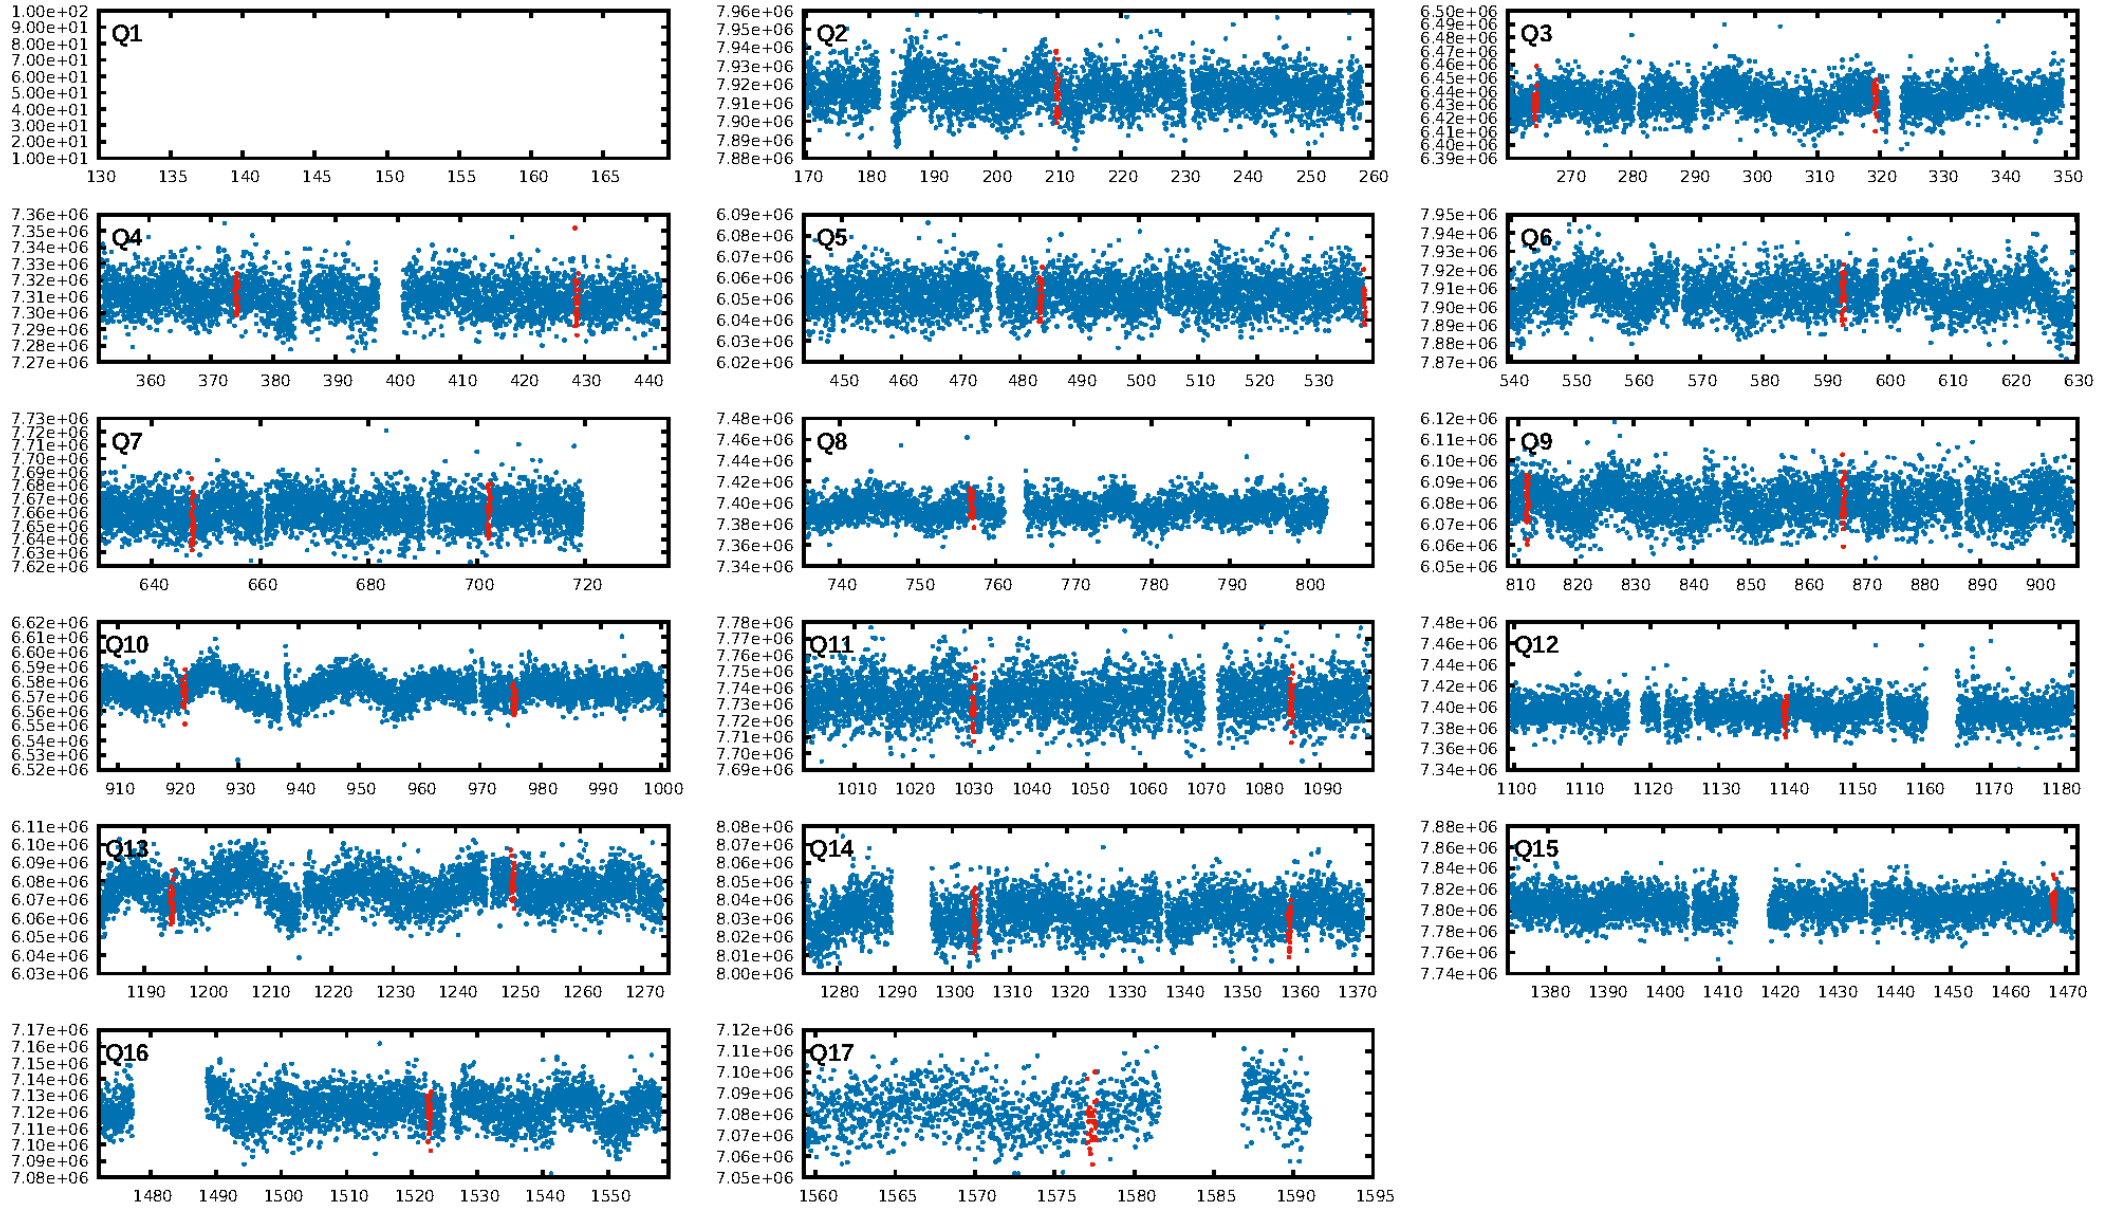 Q1
1.00e+02
9.00e+01
8.00e+01
7.00e+01
6.00e+01
5.00e+01
4.00e+01
3.00e+01
2.00e+01
1.00e+01
130 135 140 145 150 155 160 165
Q2
7.96e+06
7.95e+06
7.94e+06
7.93e+06
7.92e+06
7.91e+06
7.90e+06
7.89e+06
7.88e+06
170 180 190 200 210 220 230 240 250 260
Q3
6.50e+06
6.49e+06
6.48e+06
6.47e+06
6.46e+06
6.45e+06
6.44e+06
6.43e+06
6.42e+06
6.41e+06
6.40e+06
6.39e+06
270 280 290 300 310 320 330 340 350
Q4
7.36e+06
7.35e+06
7.34e+06
7.33e+06
7.32e+06
7.31e+06
7.30e+06
7.29e+06
7.28e+06
7.27e+06
360 370 380 390 400 410 420 430 440
Q5
6.09e+06
6.08e+06
6.07e+06
6.06e+06
6.05e+06
6.04e+06
6.03e+06
6.02e+06
450 460 470 480 490 500 510 520 530
Q6
7.95e+06
7.94e+06
7.93e+06
7.92e+06
7.91e+06
7.90e+06
7.89e+06
7.88e+06
7.87e+06
540 550 560 570 580 590 600 610 620 630
Q7
7.73e+06
7.72e+06
7.71e+06
7.70e+06
7.69e+06
7.68e+06
7.67e+06
7.66e+06
7.65e+06
7.64e+06
7.63e+06
7.62e+06
640 660 680 700 720
Q8
7.48e+06
7.46e+06
7.44e+06
7.42e+06
7.40e+06
7.38e+06
7.36e+06
7.34e+06
740 750 760 770 780 790 800
Q9
6.12e+06
6.11e+06
6.10e+06
6.09e+06
6.08e+06
6.07e+06
6.06e+06
6.05e+06
810 820 830 840 850 860 870 880 890 900
Q10
6.62e+06
6.61e+06
6.60e+06
6.59e+06
6.58e+06
6.57e+06
6.56e+06
6.55e+06
6.54e+06
6.53e+06
6.52e+06
910 920 930 940 950 960 970 980 990 1000
Q11
7.78e+06
7.77e+06
7.76e+06
7.75e+06
7.74e+06
7.73e+06
7.72e+06
7.71e+06
7.70e+06
7.69e+06
1010 1020 1030 1040 1050 1060 1070 1080 1090
Q12
7.48e+06
7.46e+06
7.44e+06
7.42e+06
7.40e+06
7.38e+06
7.36e+06
7.34e+06
1100 1110 1120 1130 1140 1150 1160 1170 1180
Q13
6.11e+06
6.10e+06
6.09e+06
6.08e+06
6.07e+06
6.06e+06
6.05e+06
6.04e+06
6.03e+06
1190 1200 1210 1220 1230 1240 1250 1260 1270
Q14
8.08e+06
8.07e+06
8.06e+06
8.05e+06
8.04e+06
8.03e+06
8.02e+06
8.01e+06
8.00e+06
1280 1290 1300 1310 1320 1330 1340 1350 1360 1370
Q15
7.88e+06
7.86e+06
7.84e+06
7.82e+06
7.80e+06
7.78e+06
7.76e+06
7.74e+06
1380 1390 1400 1410 1420 1430 1440 1450 1460 1470
Q16
7.17e+06
7.16e+06
7.15e+06
7.14e+06
7.13e+06
7.12e+06
7.11e+06
7.10e+06
7.09e+06
7.08e+06
1480 1490 1500 1510 1520 1530 1540 1550
Q17
7.12e+06
7.11e+06
7.10e+06
7.09e+06
7.08e+06
7.07e+06
7.06e+06
7.05e+06
1560 1565 1570 1575 1580 1585 1590 1595